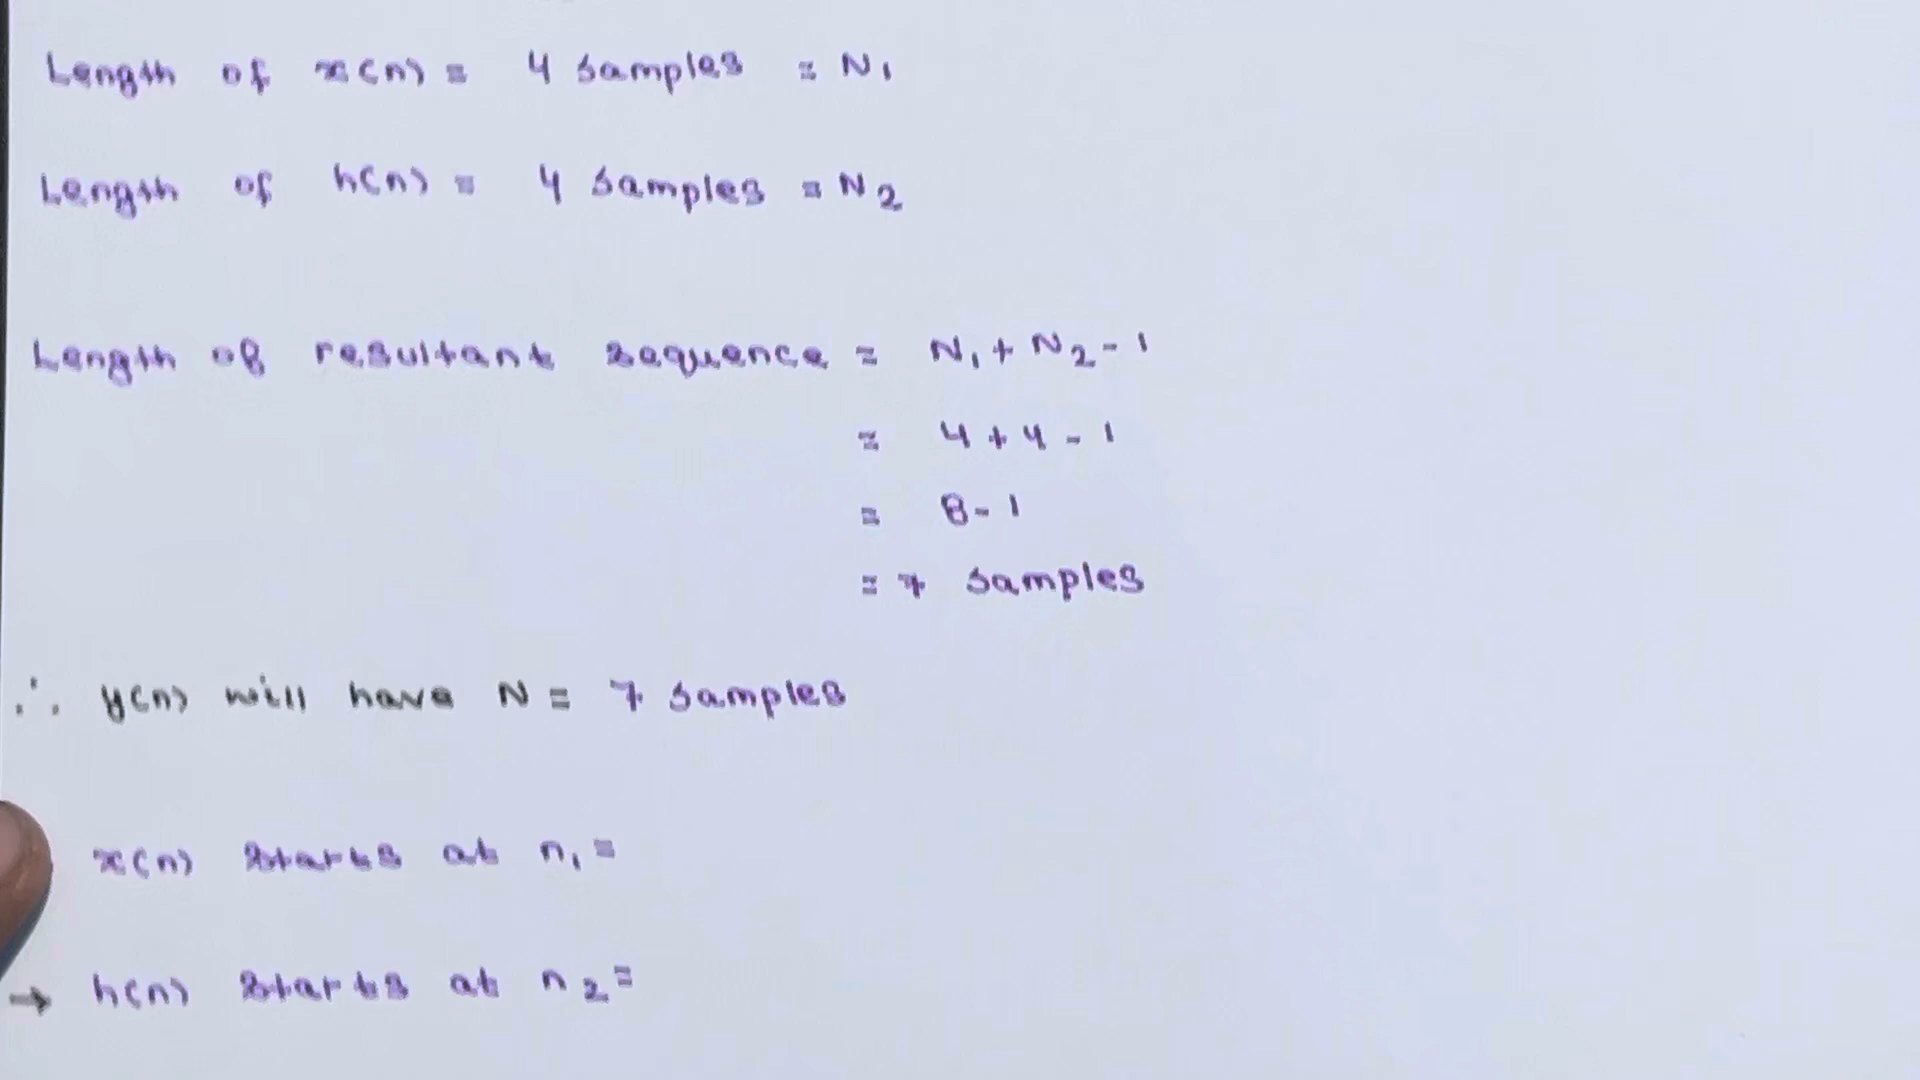 Length of x(n) = 4 samples = N1
Length of h(n) = 4 samples = N2
Length of resultant sequence = N1 + N2 - 1
= 4 + 4 - 1
= 8 - 1
= 7 samples
∴ y(n) will have N = 7 samples
x(n) starts at n1 =
→ h(n) starts at n2 =